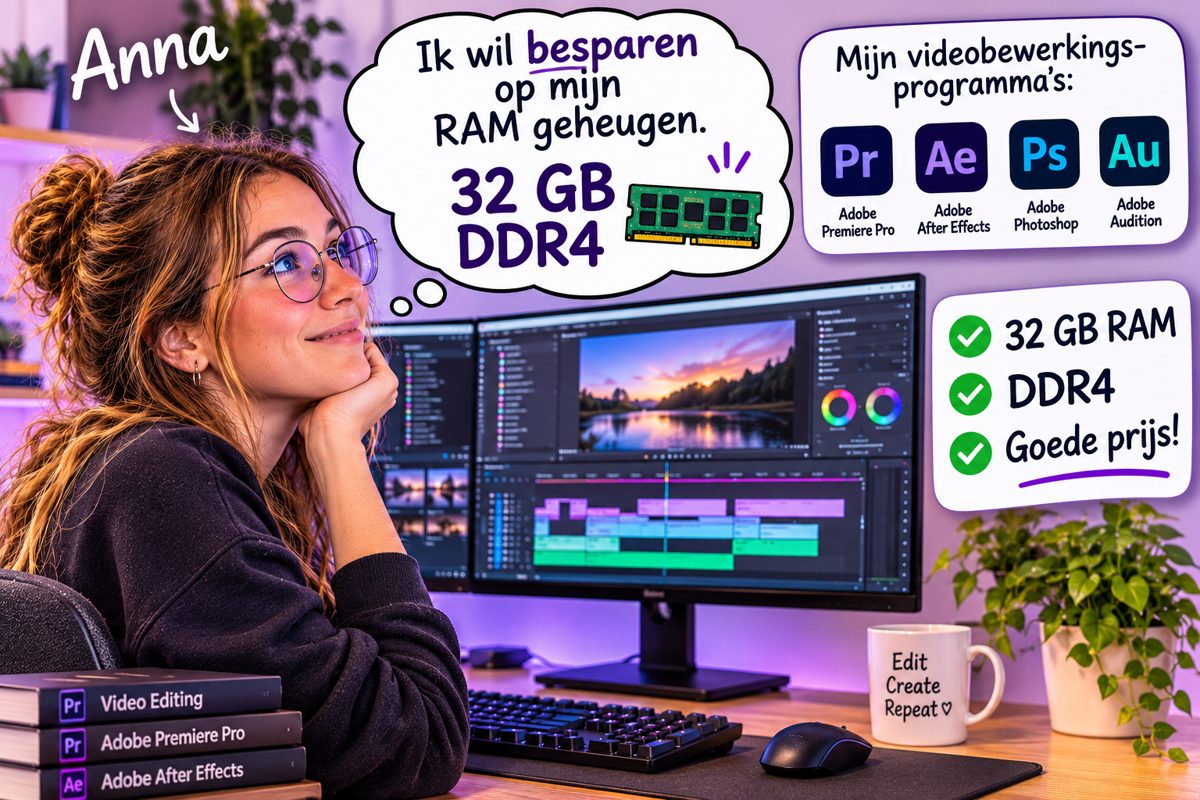 Anna
Ik wil besparen
op mijn
RAM geheugen.
32 GB
DDR4
Mijn videobewerkings-
programma's:
Pr
Ae
Ps
Au
Adobe
Premiere Pro
Adobe
After Effects
Adobe
Photoshop
Adobe
Audition
32 GB RAM
DDR4
Goede prijs!
Edit
Create
Repeat
Pr Video Editing
Pr Adobe Premiere Pro
Ae Adobe After Effects